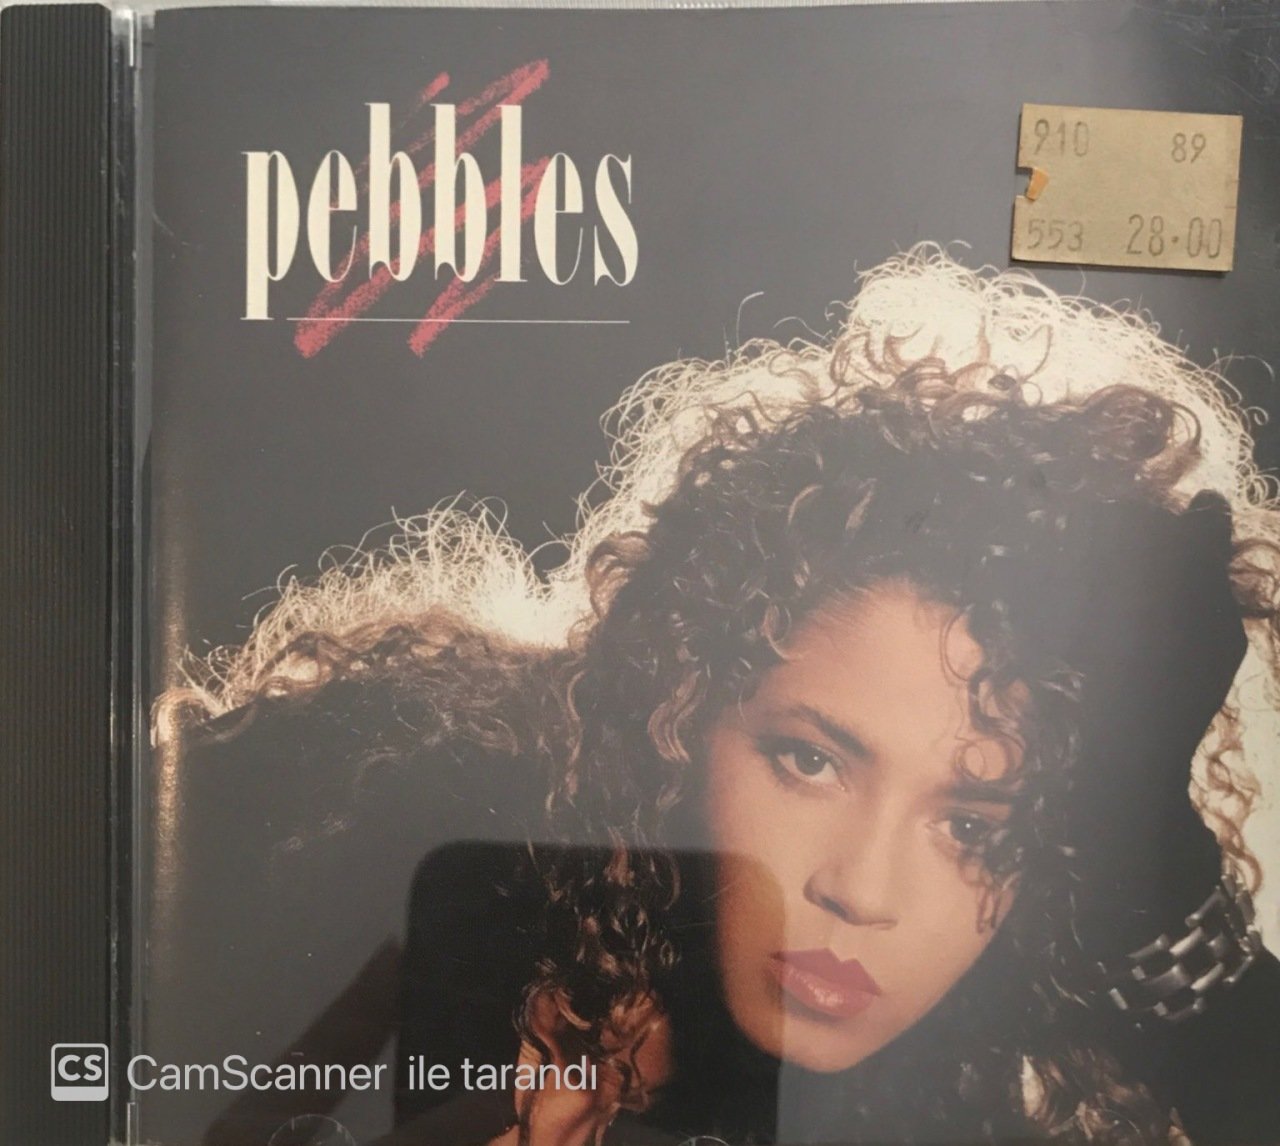 pebbles
910 89
553 28.00
CS CamScanner ile tarandı